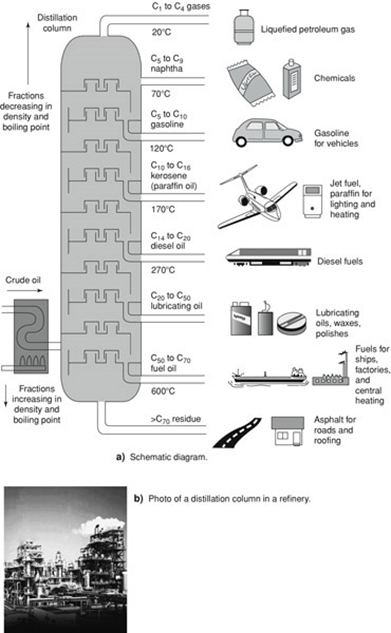 C1 to C4 gases
Distillation
column
20°C
Liquefied petroleum gas
C5 to C9
naphtha
Chemicals
Fractions
decreasing in
density and
boiling point
70°C
C5 to C10
gasoline
Gasoline
for vehicles
120°C
C10 to C16
kerosene
(paraffin oil)
Jet fuel,
paraffin for
lighting and
heating
170°C
C14 to C20
diesel oil
Diesel fuels
270°C
Crude oil
C20 to C50
lubricating oil
Lubricating
oils, waxes,
polishes
C50 to C70
fuel oil
Fuels for
ships,
factories,
and
central
heating
600°C
Fractions
increasing in
density and
boiling point
>C70 residue
Asphalt for
roads and
roofing
a) Schematic diagram.
b) Photo of a distillation column in a refinery.